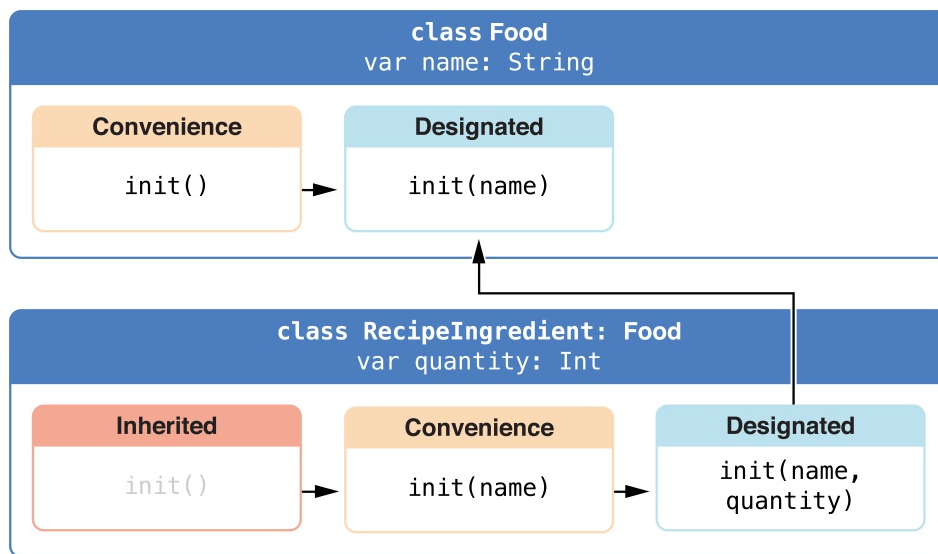 class Food
var name: String
Convenience
Designated
init()
init(name)
class RecipeIngredient: Food
var quantity: Int
Inherited
Convenience
Designated
init()
init(name)
init(name,
quantity)